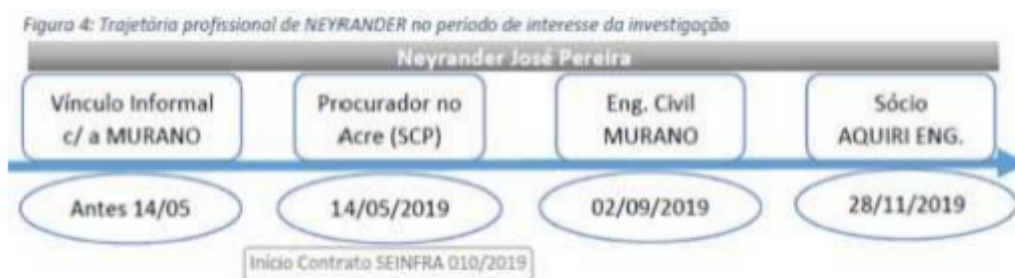 Figura 4: Trajetória profissional de NEYRANDER no período de interesse da investigação
Neyrander José Pereira
Vínculo Informal
c/ a MURANO
Procurador no
Acre (SCP)
Eng. Civil
MURANO
Sócio
AQUIRI ENG.
Antes 14/05
14/05/2019
02/09/2019
28/11/2019
Início Contrato SEINFRA 010/2019